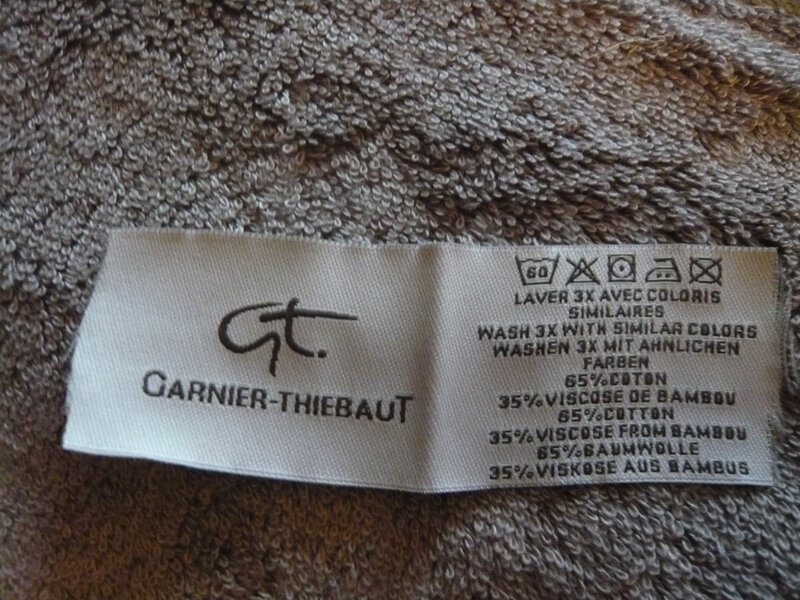 Gt.
GARNIER-THIEBAUT
60
LAVER 3X AVEC COLORIS
SIMILAIRES
WASH 3X WITH SIMILAR COLORS
WASHEN 3X MIT AHNLICHEN
FARBEN
65%COTON
35%VISCOSE DE BAMBOU
65%COTTON
35%VISCOSE FROM BAMBOU
65%BAUMWOLLE
35%VISKOSE AUS BAMBUS